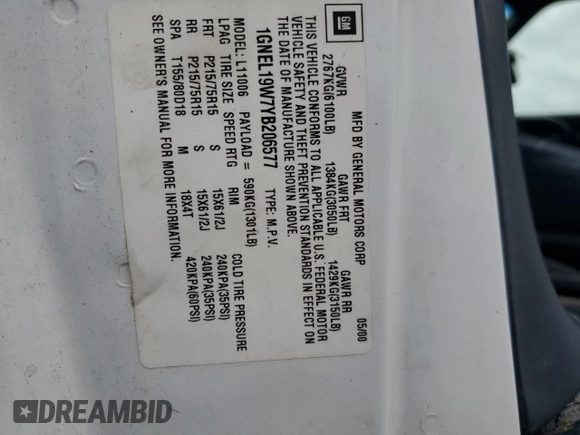 GM
MFD BY GENERAL MOTORS CORP 05/00
GVWR GAWR FRT GAWR RR
2767KG(6100LB) 1384KG(3050LB) 1429KG(3150LB)
THIS VEHICLE CONFORMS TO ALL APPLICABLE U.S. FEDERAL MOTOR
VEHICLE SAFETY AND THEFT PREVENTION STANDARDS IN EFFECT ON
THE DATE OF MANUFACTURE SHOWN ABOVE.
1GNEL19W7YB206577 TYPE: M.P.V.
MODEL: L11006 PAYLOAD = 590KG(1301LB)
LPAG TIRE SIZE SPEED RTG RIM COLD TIRE PRESSURE
FRT P215/75R15 S 15X61/2J 240KPA(35PSI)
RR P215/75R15 S 15X61/2J 240KPA(35PSI)
SPA T155/80D18 M 18X4T 420KPA(60PSI)
SEE OWNER'S MANUAL FOR MORE INFORMATION.
DREAMBID